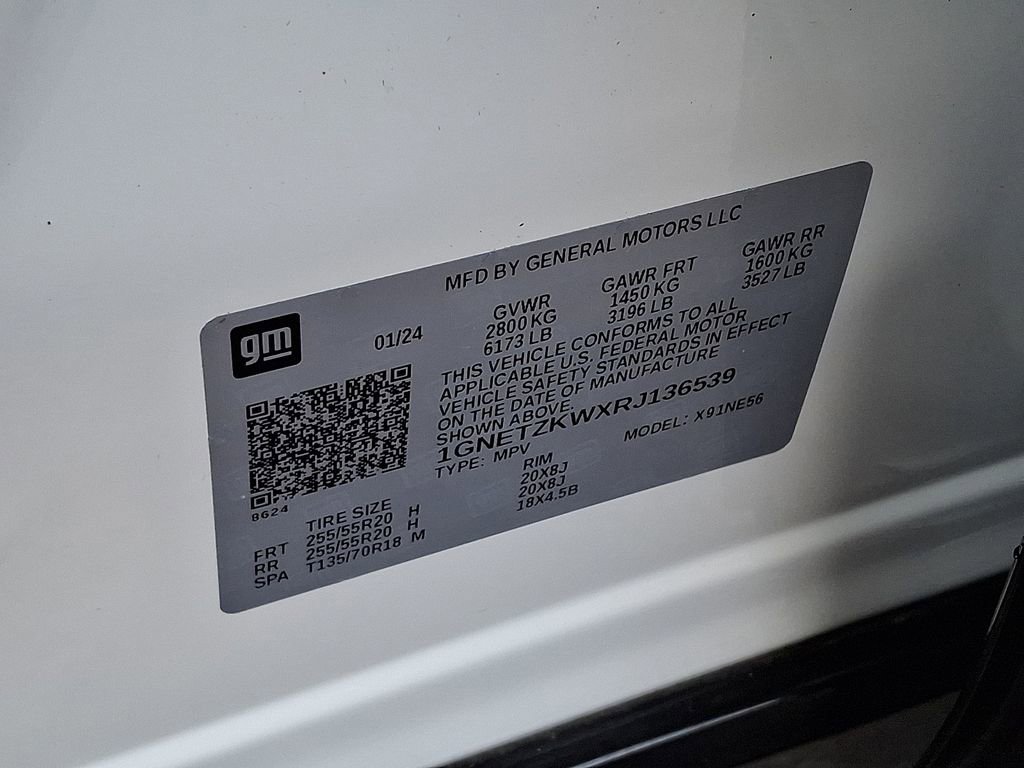 MFD BY GENERAL MOTORS LLC
gm
01/24
GVWR GAWR FRT GAWR RR
2800 KG 1450 KG 1600 KG
6173 LB 3196 LB 3527 LB
THIS VEHICLE CONFORMS TO ALL
APPLICABLE U.S. FEDERAL MOTOR
VEHICLE SAFETY STANDARDS IN EFFECT
ON THE DATE OF MANUFACTURE
SHOWN ABOVE.
1GNETZKWXRJ136539
TYPE: MPV MODEL: X91NE56
8624
TIRE SIZE RIM
FRT 255/55R20 H 20X8J
RR 255/55R20 H 20X8J
SPA T135/70R18 M 18X4.5B